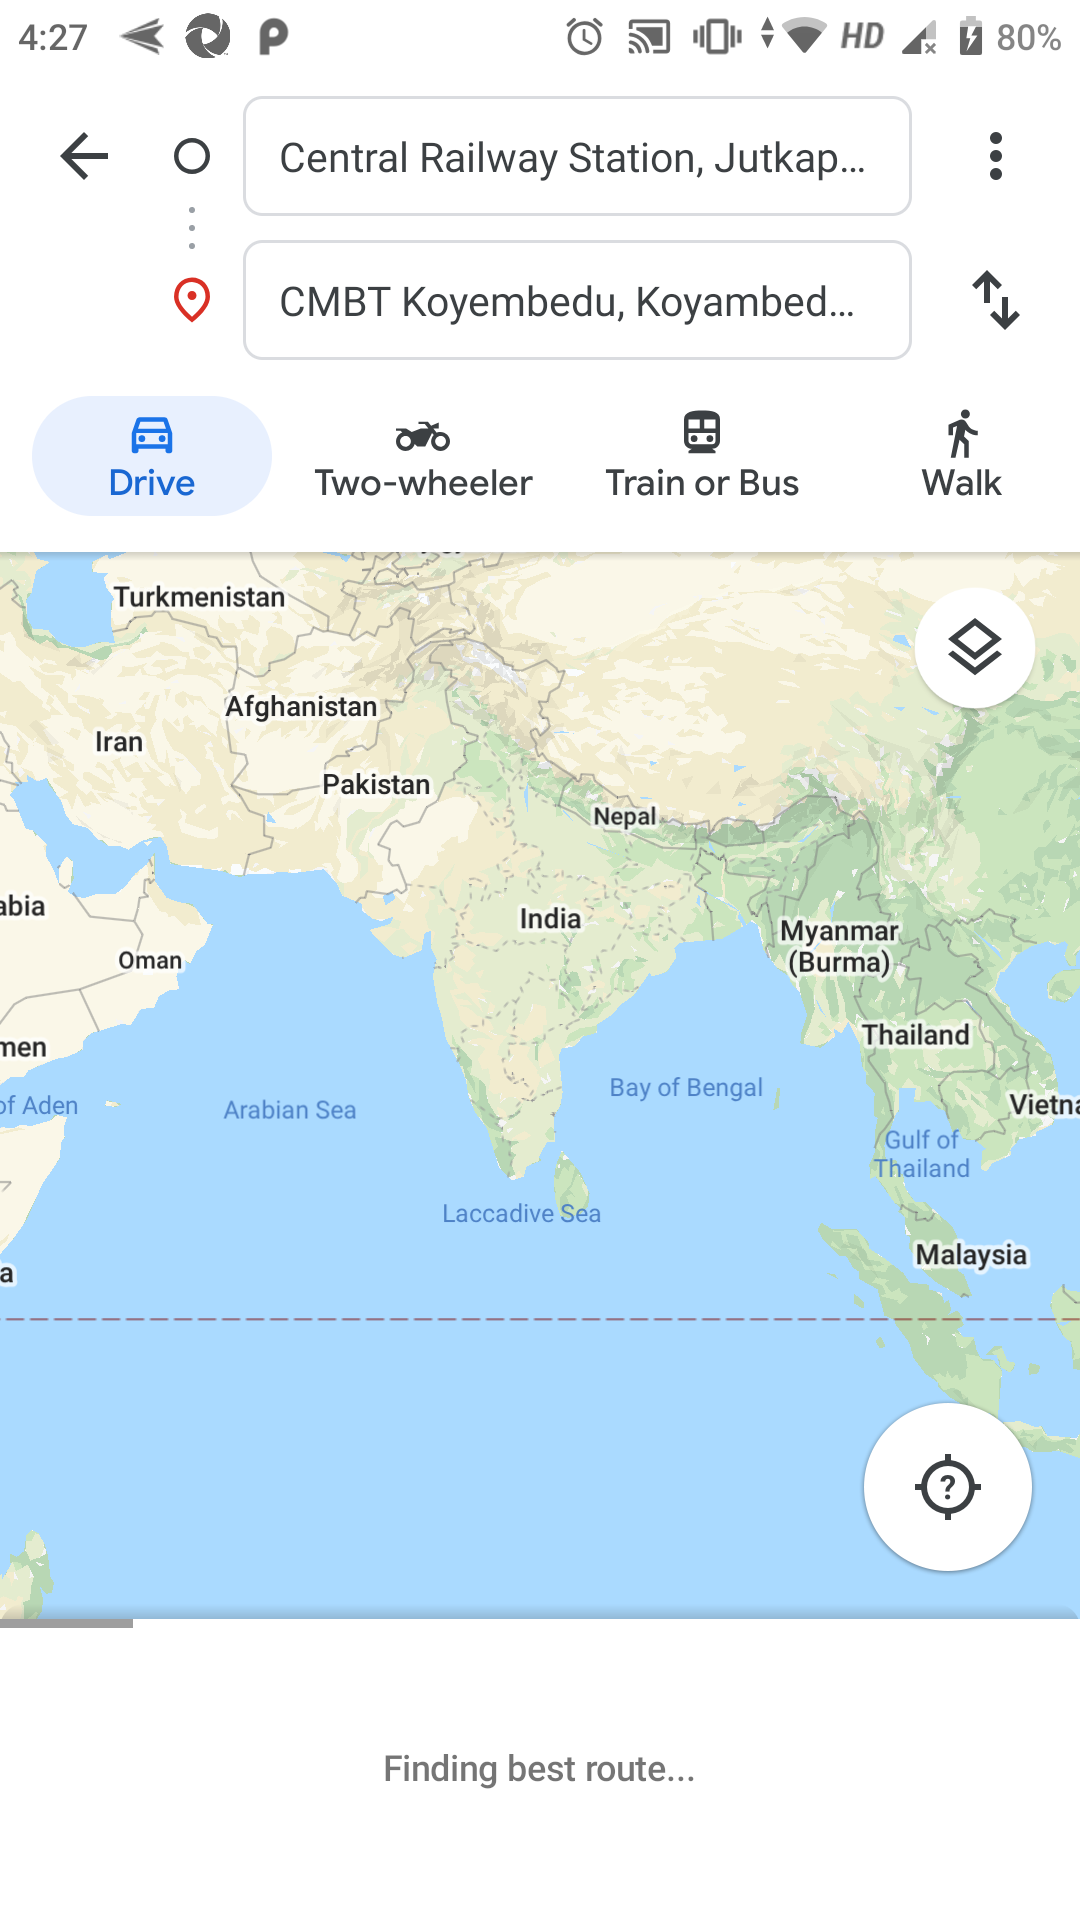 4:27
HD
80%
Central Railway Station, Jutkap...
CMBT Koyembedu, Koyambed...
Drive
Two-wheeler
Train or Bus
Walk
Turkmenistan
Afghanistan
Iran
Pakistan
Nepal
abia
India
Myanmar
(Burma)
Oman
Thailand
men
of Aden
Arabian Sea
Bay of Bengal
Vietna
Gulf of
Thailand
Laccadive Sea
Malaysia
a
?
Finding best route...